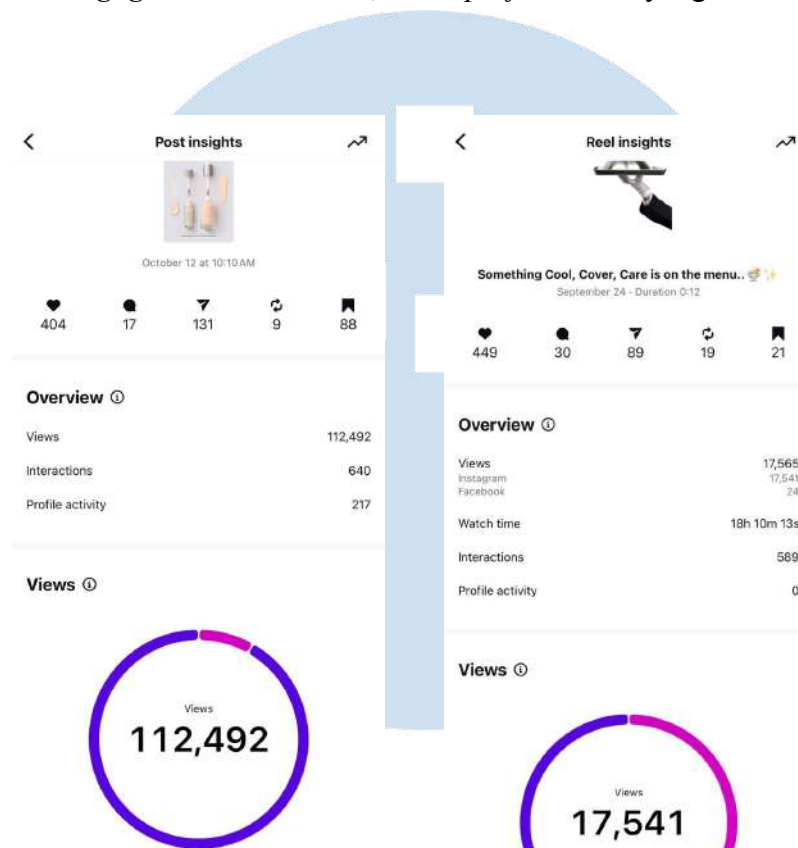 Post insights
October 12 at 10:10 AM
404 17 131 9 88
Overview
Views 112,492
Interactions 640
Profile activity 217
Views
Views
112,492
Reel insights
Something Cool, Cover, Care is on the menu..
September 24 - Duration 0:12
449 30 89 19 21
Overview
Views 17,565
Instagram 17,541
Facebook 24
Watch time 18h 10m 13s
Interactions 589
Profile activity 0
Views
Views
17,541